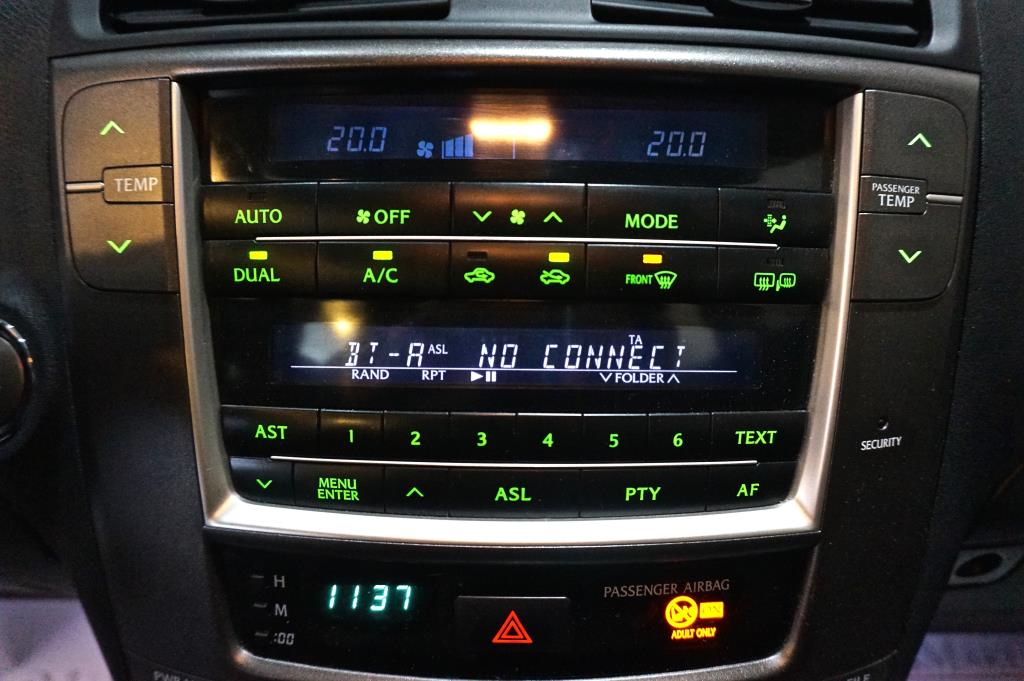 20.0 20.0
TEMP
PASSENGER
TEMP
AUTO OFF MODE
DUAL A/C FRONT
BT-A ASL NO CONNECT TA
RAND RPT FOLDER
AST 1 2 3 4 5 6 TEXT
MENU
ENTER ASL PTY AF
SECURITY
H
M
:00
1137
PASSENGER AIRBAG
ADULT ONLY